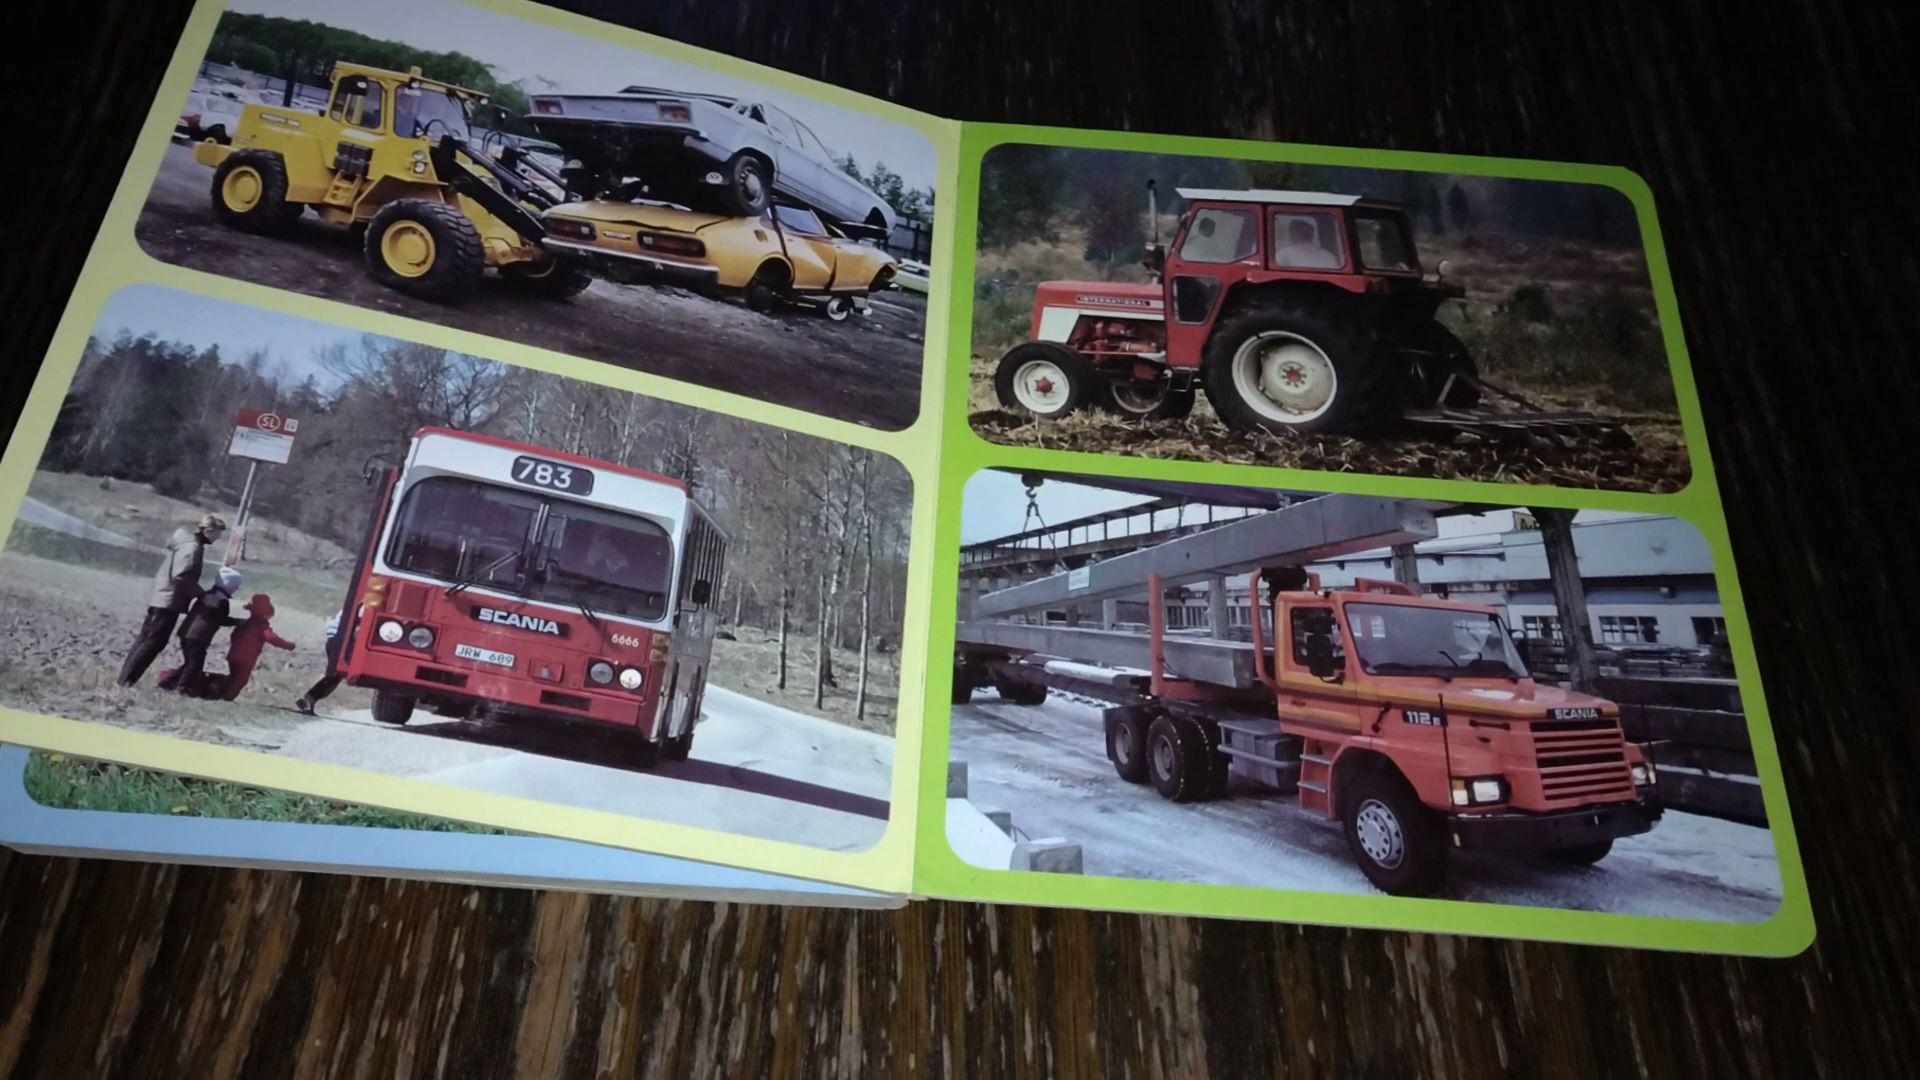 SL
783
SCANIA
6666
JRW 689
INTERNATIONAL
112 E
SCANIA